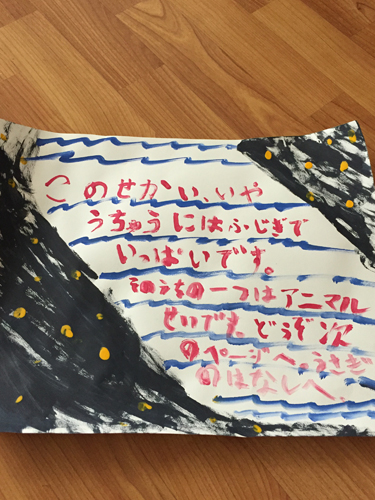 このせかい、いや
うちゅうにはふじぎで
いっぱいです。
そのうちの一つはアニマル
せいです。どうぞ次
のページへ。うさぎ
のはなしへ、